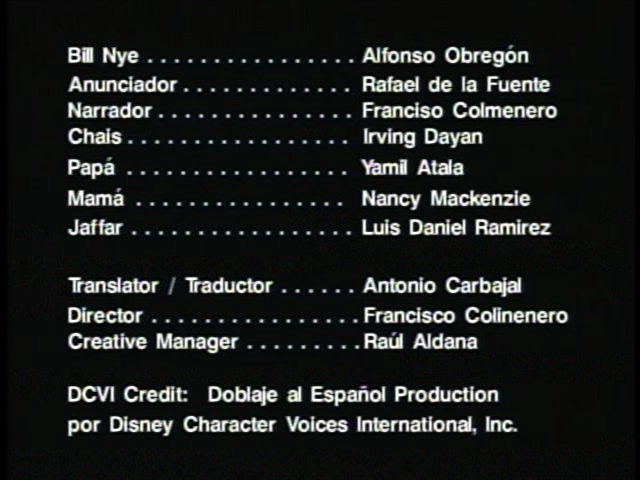 Bill Nye . . . . . . . . . . . . . . . . Alfonso Obregón
Anunciador . . . . . . . . . . . . . Rafael de la Fuente
Narrador . . . . . . . . . . . . . . . Franciso Colmenero
Chais . . . . . . . . . . . . . . . . . Irving Dayan
Papá . . . . . . . . . . . . . . . . . Yamil Atala
Mamá . . . . . . . . . . . . . . . . Nancy Mackenzie
Jaffar . . . . . . . . . . . . . . . . . Luis Daniel Ramirez
Translator / Traductor . . . . . . Antonio Carbajal
Director . . . . . . . . . . . . . . . . Francisco Colinenero
Creative Manager . . . . . . . . . Raúl Aldana
DCVI Credit: Doblaje al Español Production
por Disney Character Voices International, Inc.